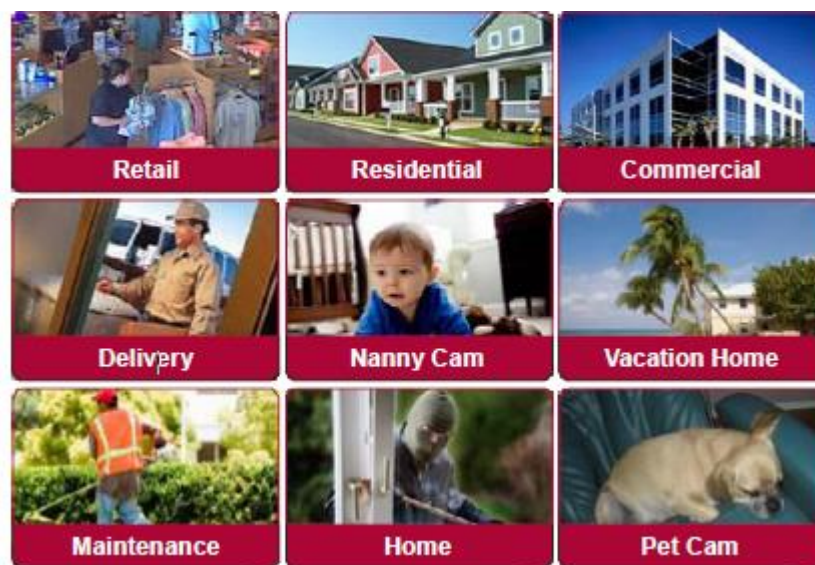 Retail
Residential
Commercial
Delivery
Nanny Cam
Vacation Home
Maintenance
Home
Pet Cam